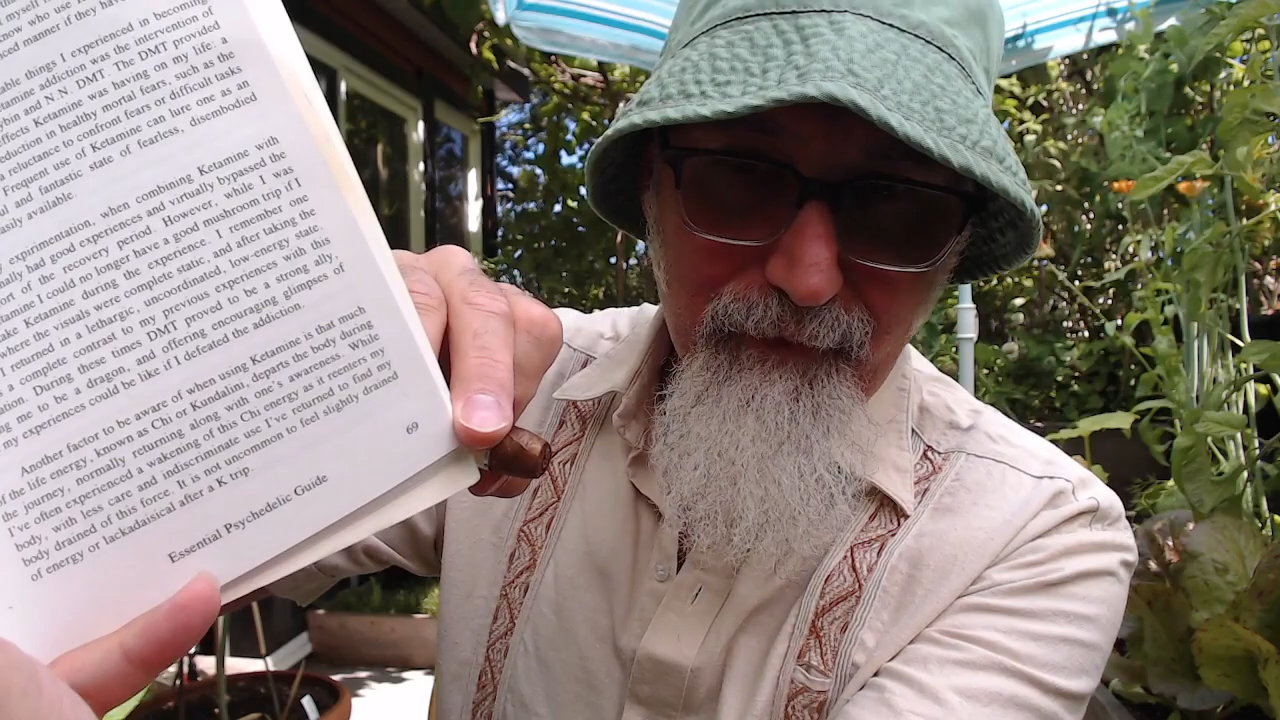 myself
now who use
ced manner if they have
able things I experienced in becoming
tamine addiction was the intervention of
ybin and N.N. DMT. The DMT provided
ffects Ketamine was having on my life: a
eduction in healthy mortal fears, such as the
a reluctance to confront fears or difficult tasks
Frequent use of Ketamine can lure one as an
ul and fantastic state of fearless, disembodied
asily available.
y expirimentation, when combining Ketamine with
nally had good experiences and virtually bypassed the
ort of the recovery period. However, while I was
tamine I could no longer have a good mushroom trip if I
ake Ketamine during the experience. I remember one
where the visuals were complete static, and after taking the
I returned in a lethargic, uncoordinated, low-energy state.
s a complete contrast to my previous experiences with this
ation. During these times DMT proved to be a strong ally,
ng me to be a dragon, and offering encouraging glimpses of
my experiences could be like if I defeated the addiction.
Another factor to be aware of when using Ketamine is that much
of the life energy, known as Chi or Kundalini, departs the body during
the journey, normally returning along with one's awareness. While
I've often experienced a wakening of this Chi energy as it reenters my
body, with less care and indiscriminate use I've returned to find my
body drained of this force. It is not uncommon to feel slightly drained
of energy or lackadaisical after a K trip.
69
Essential Psychedelic Guide